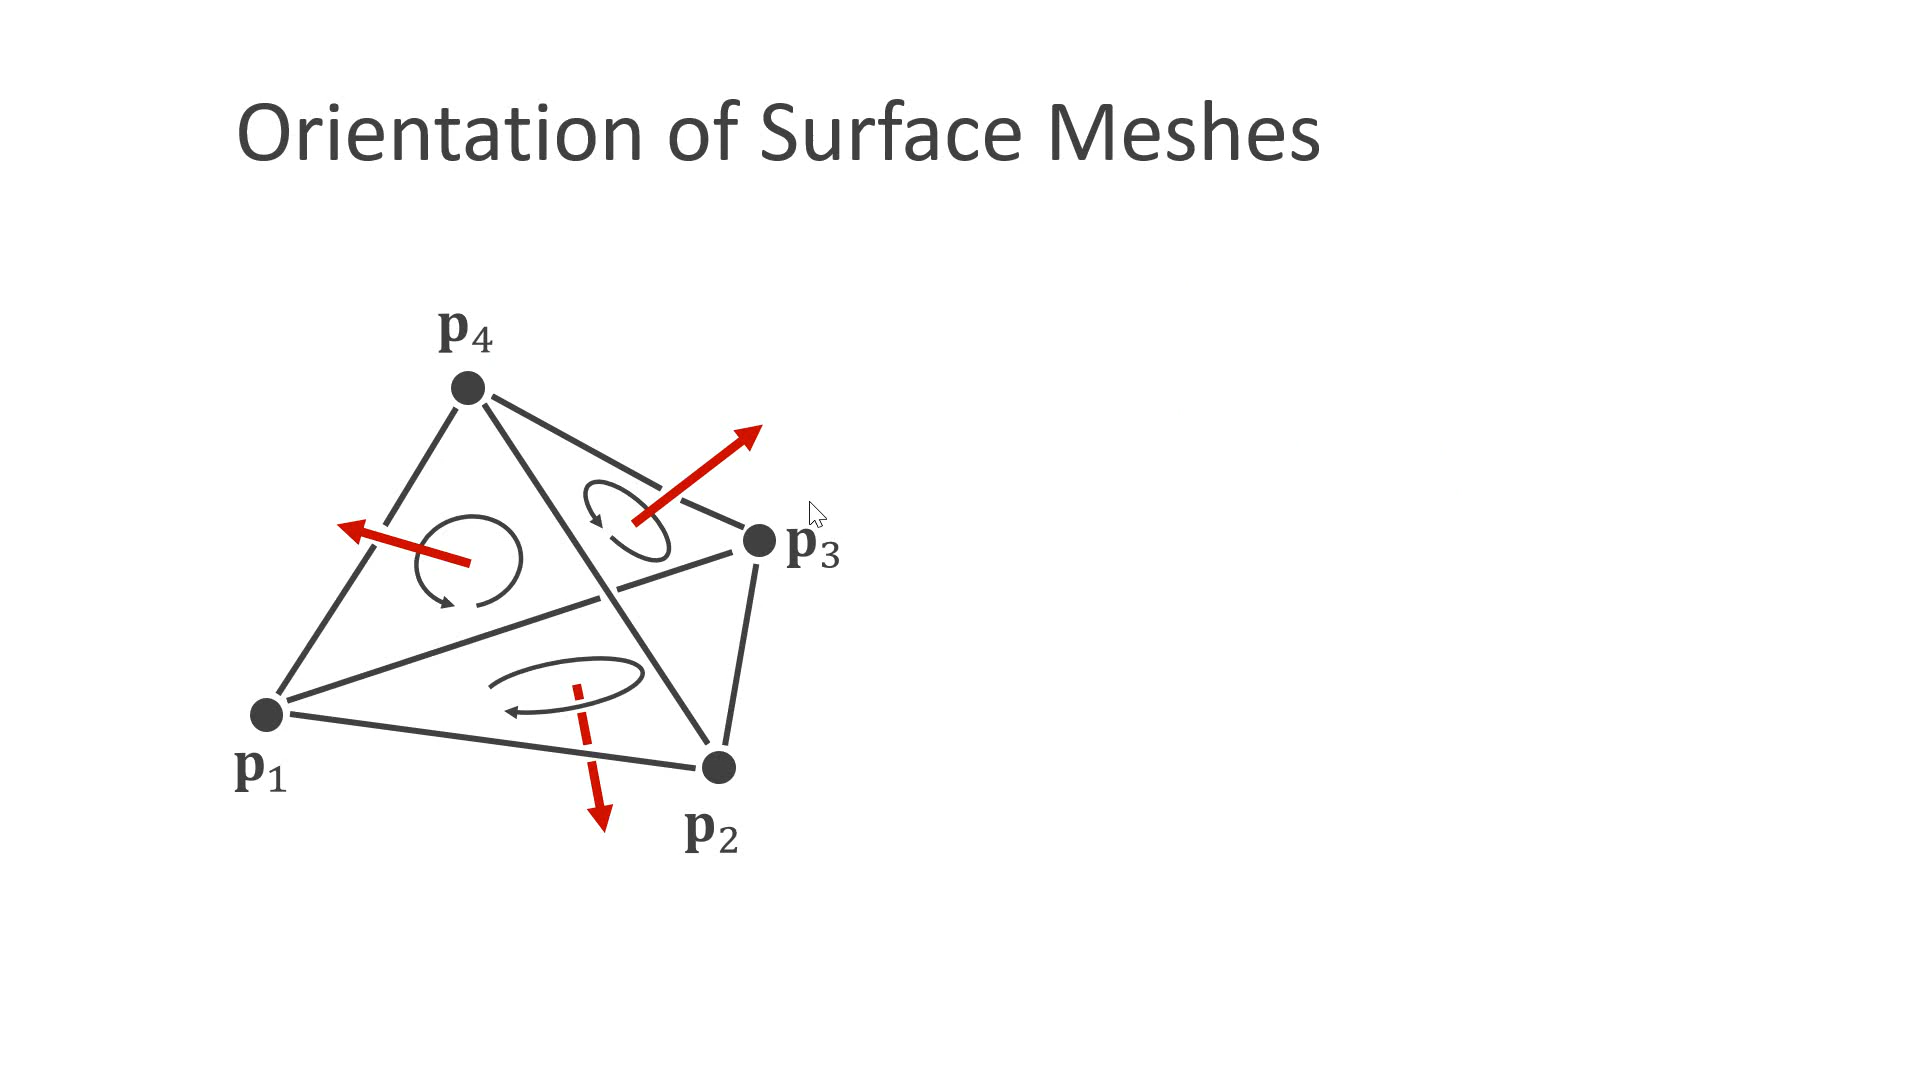 Orientation of Surface Meshes
p₄
p₃
p₁
p₂